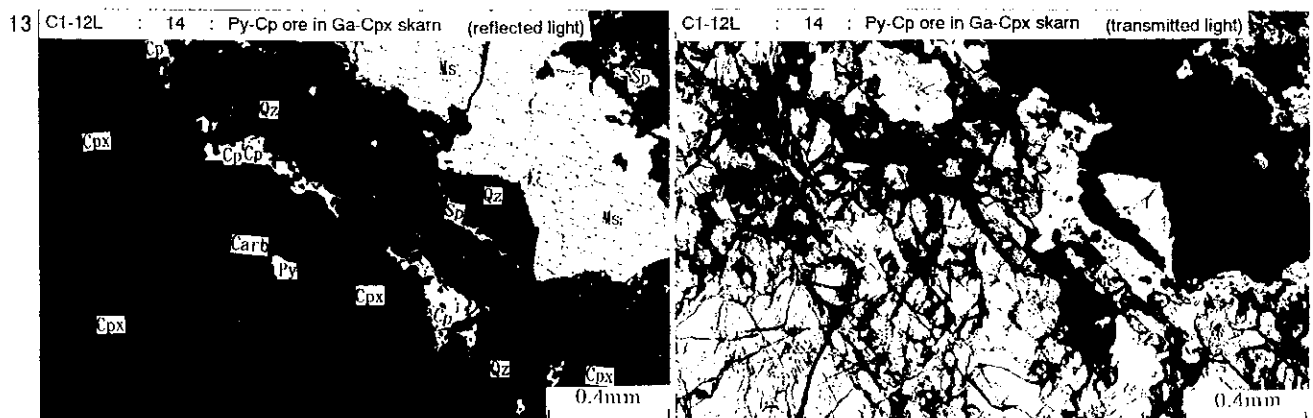 13
C1-12L : 14 : Py-Cp ore in Ga-Cpx skarn (reflected light)
Cp
Ms
Sp
Qz
Cpx
CpCp
Qz
Sp
Ms
Carb
Py
Cpx
Cpx
Cp
Qz
Cpx
0.4mm
C1-12L : 14 : Py-Cp ore in Ga-Cpx skarn (transmitted light)
0.4mm